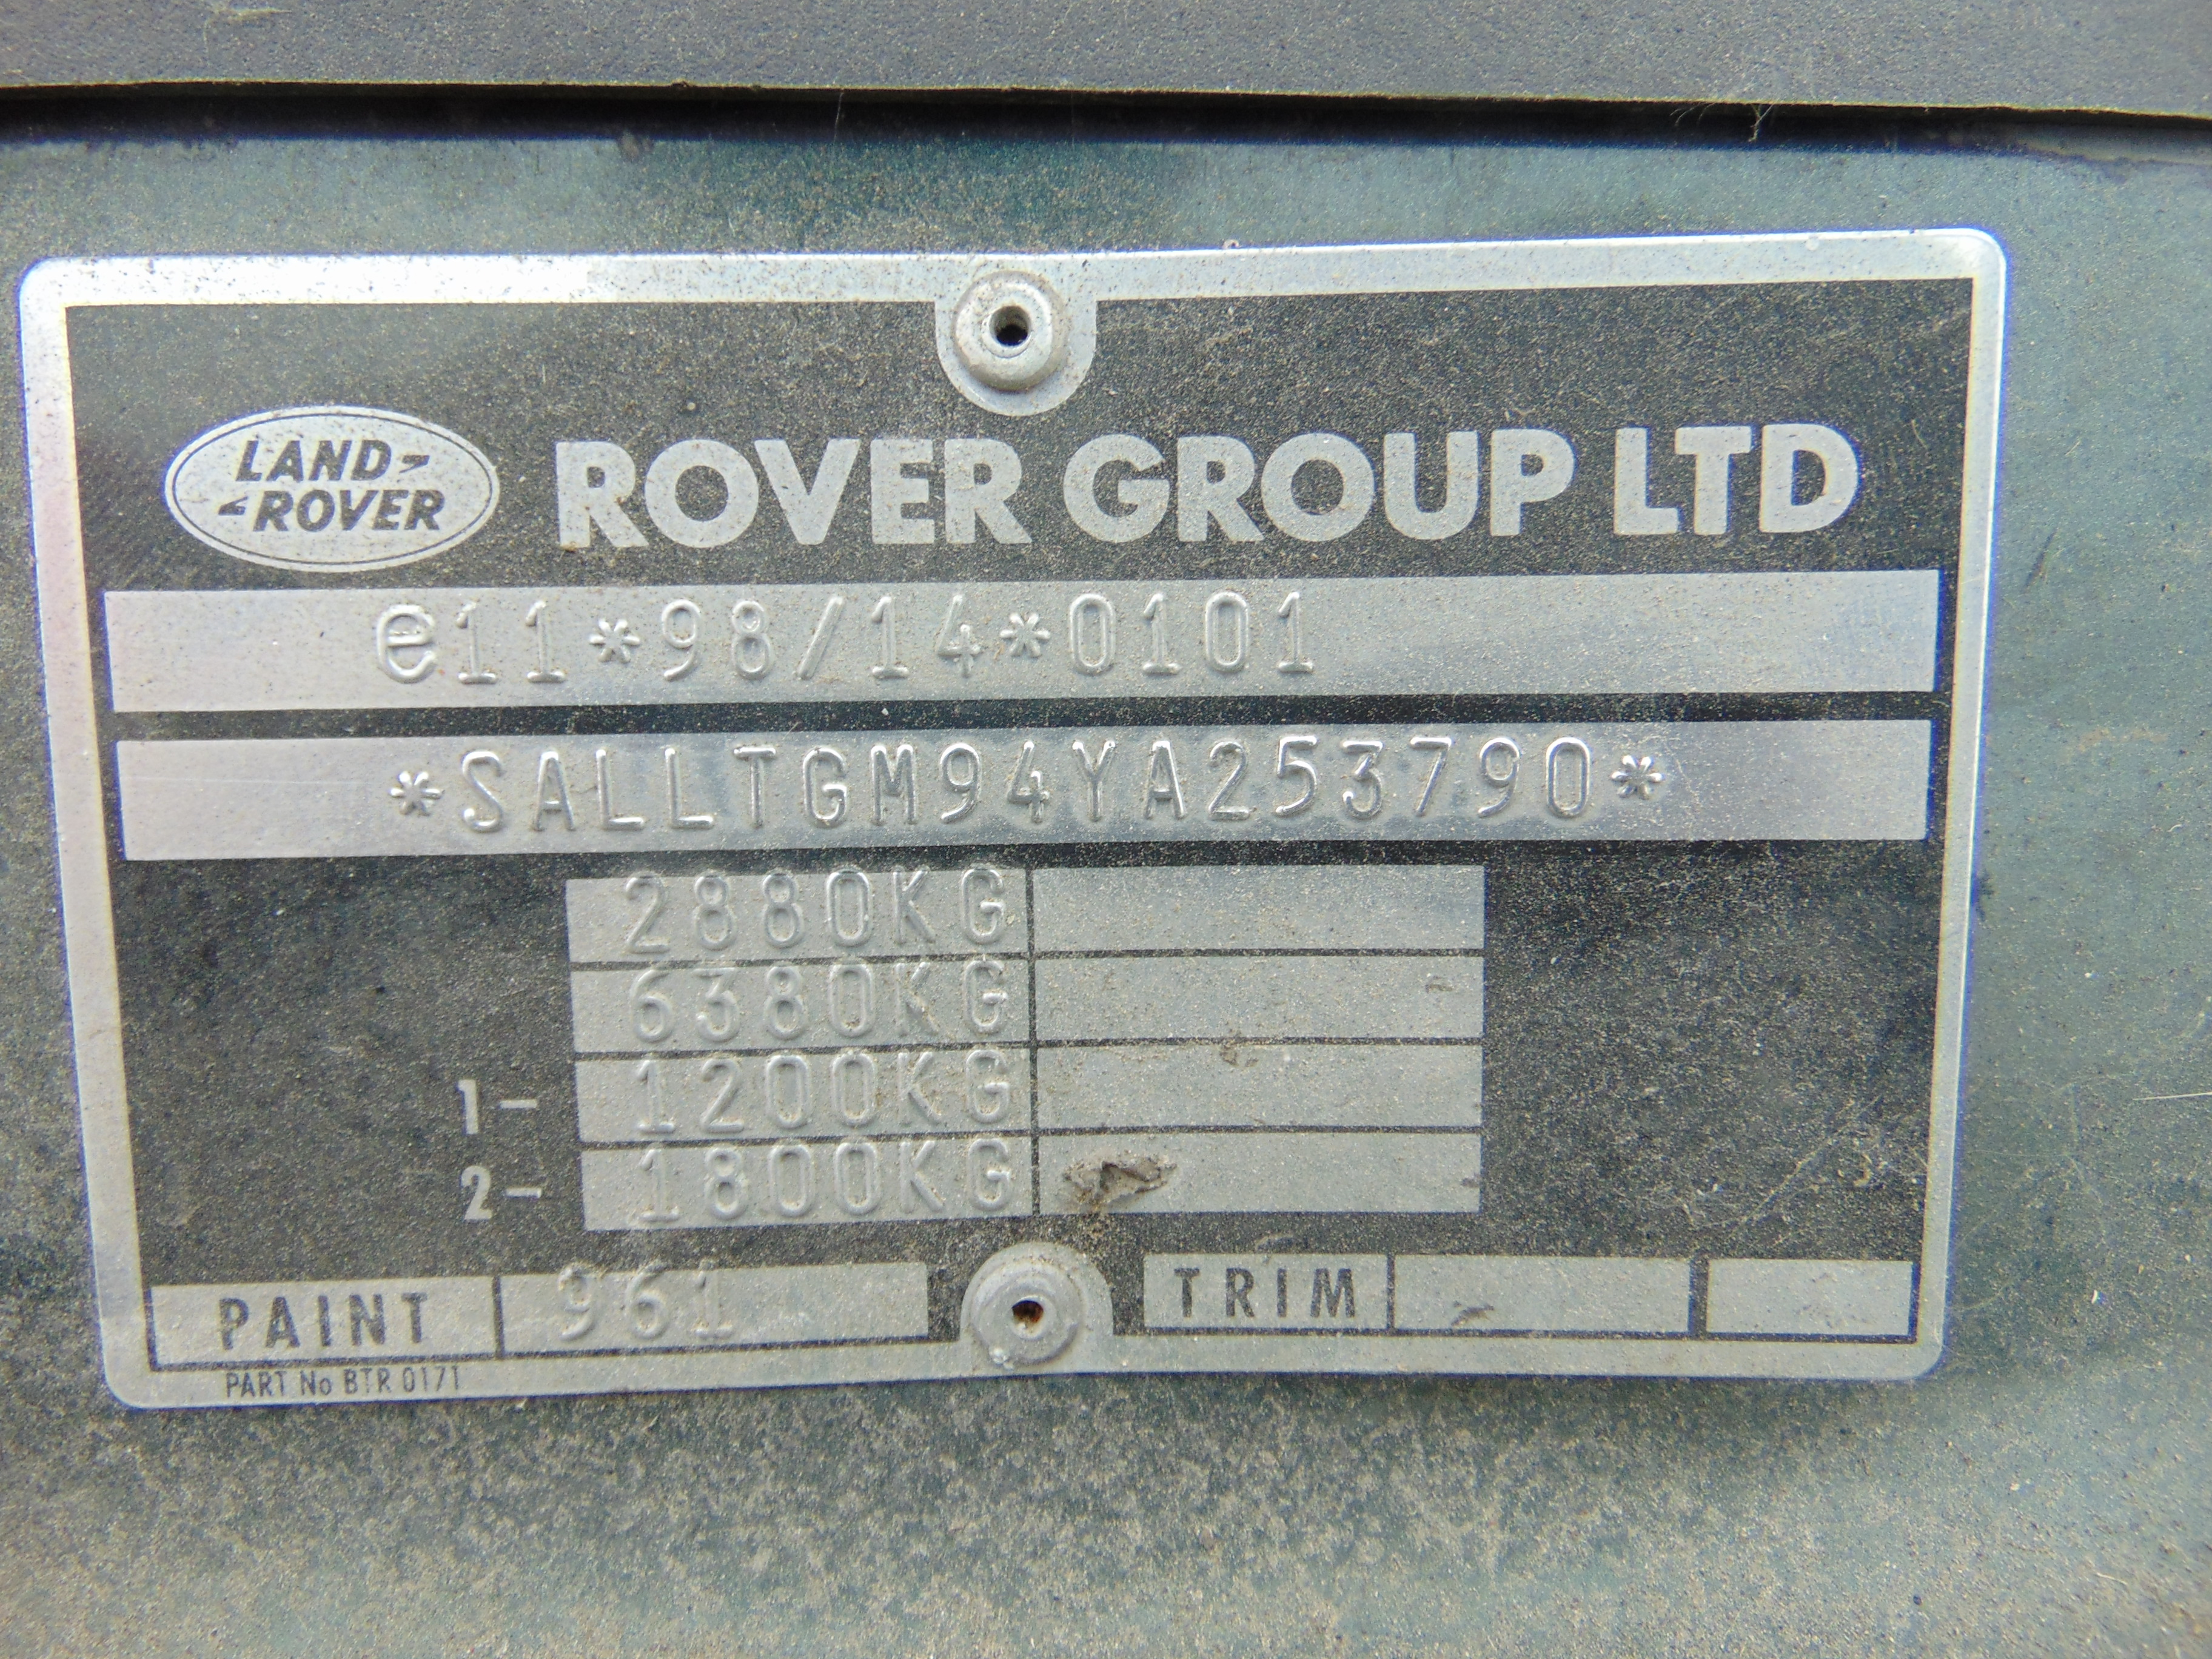 LAND-
-ROVER
ROVER GROUP LTD
e11*98/14*0101
*SALLTGM94YA253790*
2880KG
6380KG
1- 1200KG
2- 1800KG
PAINT 961 TRIM
PART No BTR 0171